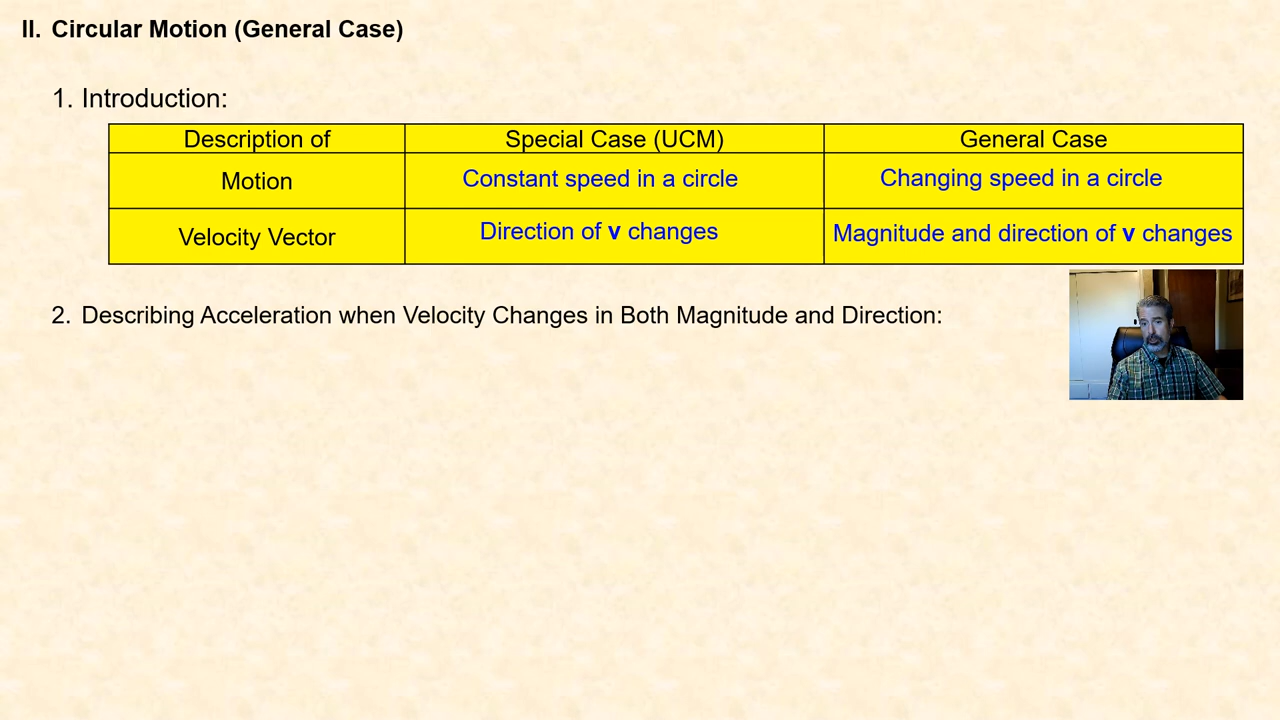 II. Circular Motion (General Case)
1. Introduction:
Description of Special Case (UCM) General Case
Motion Constant speed in a circle Changing speed in a circle
Velocity Vector Direction of v changes Magnitude and direction of v changes
2. Describing Acceleration when Velocity Changes in Both Magnitude and Direction: